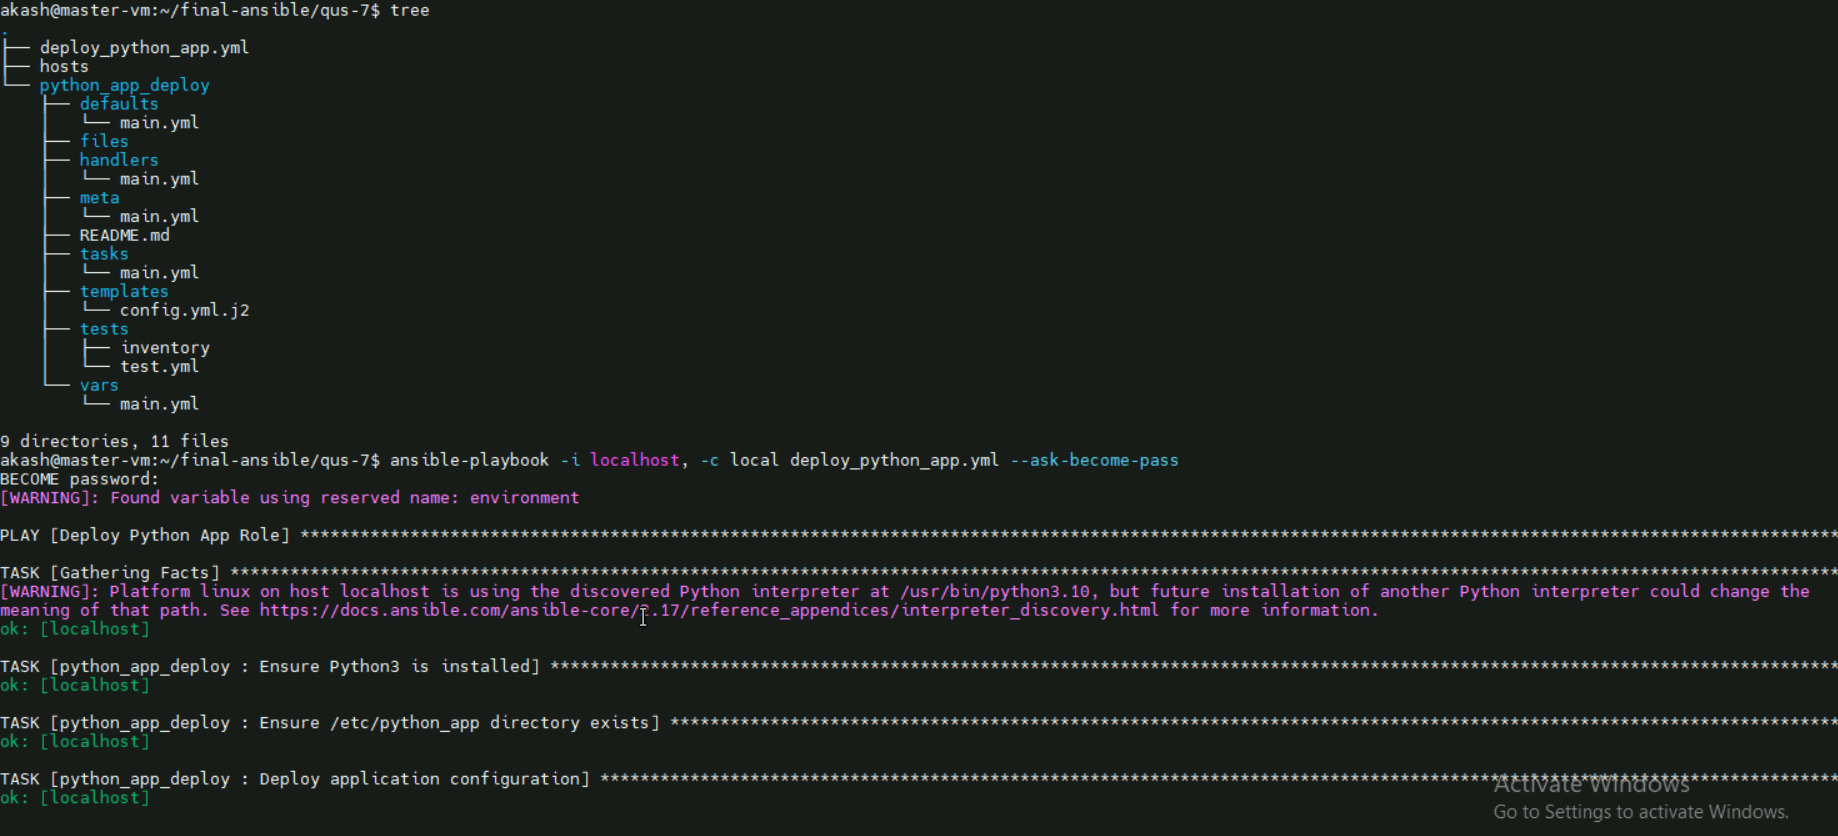 akash@master-vm:~/final-ansible/qus-7$ tree
.
├── deploy_python_app.yml
├── hosts
└── python_app_deploy
    ├── defaults
    │   └── main.yml
    ├── files
    ├── handlers
    │   └── main.yml
    ├── meta
    │   └── main.yml
    ├── README.md
    ├── tasks
    │   └── main.yml
    ├── templates
    │   └── config.yml.j2
    ├── tests
    │   ├── inventory
    │   └── test.yml
    └── vars
        └── main.yml

9 directories, 11 files
akash@master-vm:~/final-ansible/qus-7$ ansible-playbook -i localhost, -c local deploy_python_app.yml --ask-become-pass
BECOME password:
[WARNING]: Found variable using reserved name: environment

PLAY [Deploy Python App Role] **********************************************************************************************************************************************************

TASK [Gathering Facts] *****************************************************************************************************************************************************************
[WARNING]: Platform linux on host localhost is using the discovered Python interpreter at /usr/bin/python3.10, but future installation of another Python interpreter could change the
meaning of that path. See https://docs.ansible.com/ansible-core/2.17/reference_appendices/interpreter_discovery.html for more information.
ok: [localhost]

TASK [python_app_deploy : Ensure Python3 is installed] *********************************************************************************************************************************
ok: [localhost]

TASK [python_app_deploy : Ensure /etc/python_app directory exists] *********************************************************************************************************************
ok: [localhost]

TASK [python_app_deploy : Deploy application configuration] ****************************************************************************************************************************
ok: [localhost]
Activate Windows
Go to Settings to activate Windows.